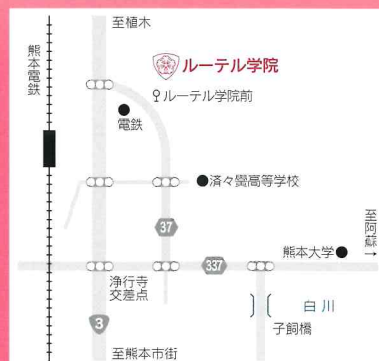 至植木
熊本電鉄
ルーテル学院
ルーテル学院前
電鉄
済々黌高等学校
37
至阿蘇→
熊本大学
337
浄行寺
交差点
白川
3
子飼橋
至熊本市街